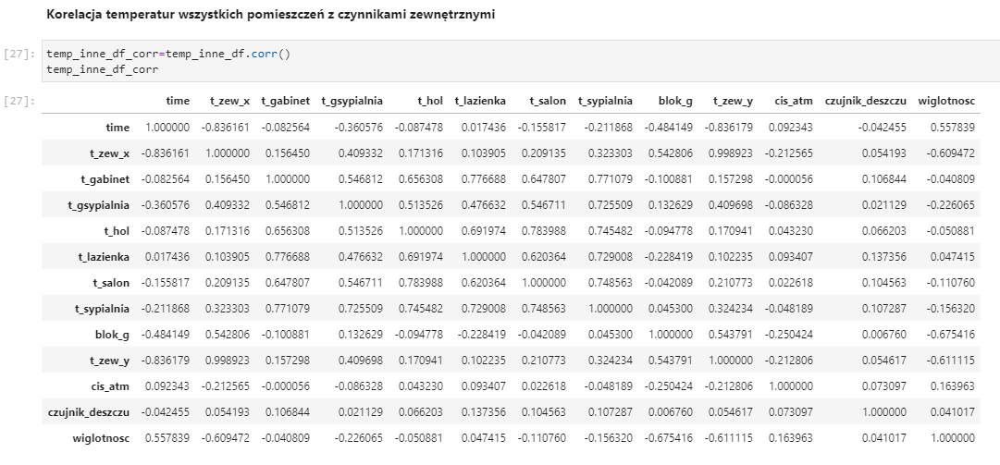 Korelacja temperatur wszystkich pomieszczeń z czynnikami zewnętrznymi
[27]: temp_inne_df_corr=temp_inne_df.corr()
temp_inne_df_corr
[27]: time t_zew_x t_gabinet t_gsypialnia t_hol t_lazienka t_salon t_sypialnia blok_g t_zew_y cis_atm czujnik_deszczu wiglotnosc
time 1.000000 -0.836161 -0.082564 -0.360576 -0.087478 0.017436 -0.155817 -0.211868 -0.484149 -0.836179 0.092343 -0.042455 0.557839
t_zew_x -0.836161 1.000000 0.156450 0.409332 0.171316 0.103905 0.209135 0.323303 0.542806 0.998923 -0.212565 0.054193 -0.609472
t_gabinet -0.082564 0.156450 1.000000 0.546812 0.656308 0.776688 0.647807 0.771079 -0.100881 0.157298 -0.000056 0.106844 -0.040809
t_gsypialnia -0.360576 0.409332 0.546812 1.000000 0.513526 0.476632 0.546711 0.725509 0.132629 0.409698 -0.086328 0.021129 -0.226065
t_hol -0.087478 0.171316 0.656308 0.513526 1.000000 0.691974 0.783988 0.745482 -0.094778 0.170941 0.043230 0.066203 -0.050881
t_lazienka 0.017436 0.103905 0.776688 0.476632 0.691974 1.000000 0.620364 0.729008 -0.228419 0.102235 0.093407 0.137356 0.047415
t_salon -0.155817 0.209135 0.647807 0.546711 0.783988 0.620364 1.000000 0.748563 -0.042089 0.210773 0.022618 0.104563 -0.110760
t_sypialnia -0.211868 0.323303 0.771079 0.725509 0.745482 0.729008 0.748563 1.000000 0.045300 0.324234 -0.048189 0.107287 -0.156320
blok_g -0.484149 0.542806 -0.100881 0.132629 -0.094778 -0.228419 -0.042089 0.045300 1.000000 0.543791 -0.250424 0.006760 -0.675416
t_zew_y -0.836179 0.998923 0.157298 0.409698 0.170941 0.102235 0.210773 0.324234 0.543791 1.000000 -0.212806 0.054617 -0.611115
cis_atm 0.092343 -0.212565 -0.000056 -0.086328 0.043230 0.093407 0.022618 -0.048189 -0.250424 -0.212806 1.000000 0.073097 0.163963
czujnik_deszczu -0.042455 0.054193 0.106844 0.021129 0.066203 0.137356 0.104563 0.107287 0.006760 0.054617 0.073097 1.000000 0.041017
wiglotnosc 0.557839 -0.609472 -0.040809 -0.226065 -0.050881 0.047415 -0.110760 -0.156320 -0.675416 -0.611115 0.163963 0.041017 1.000000